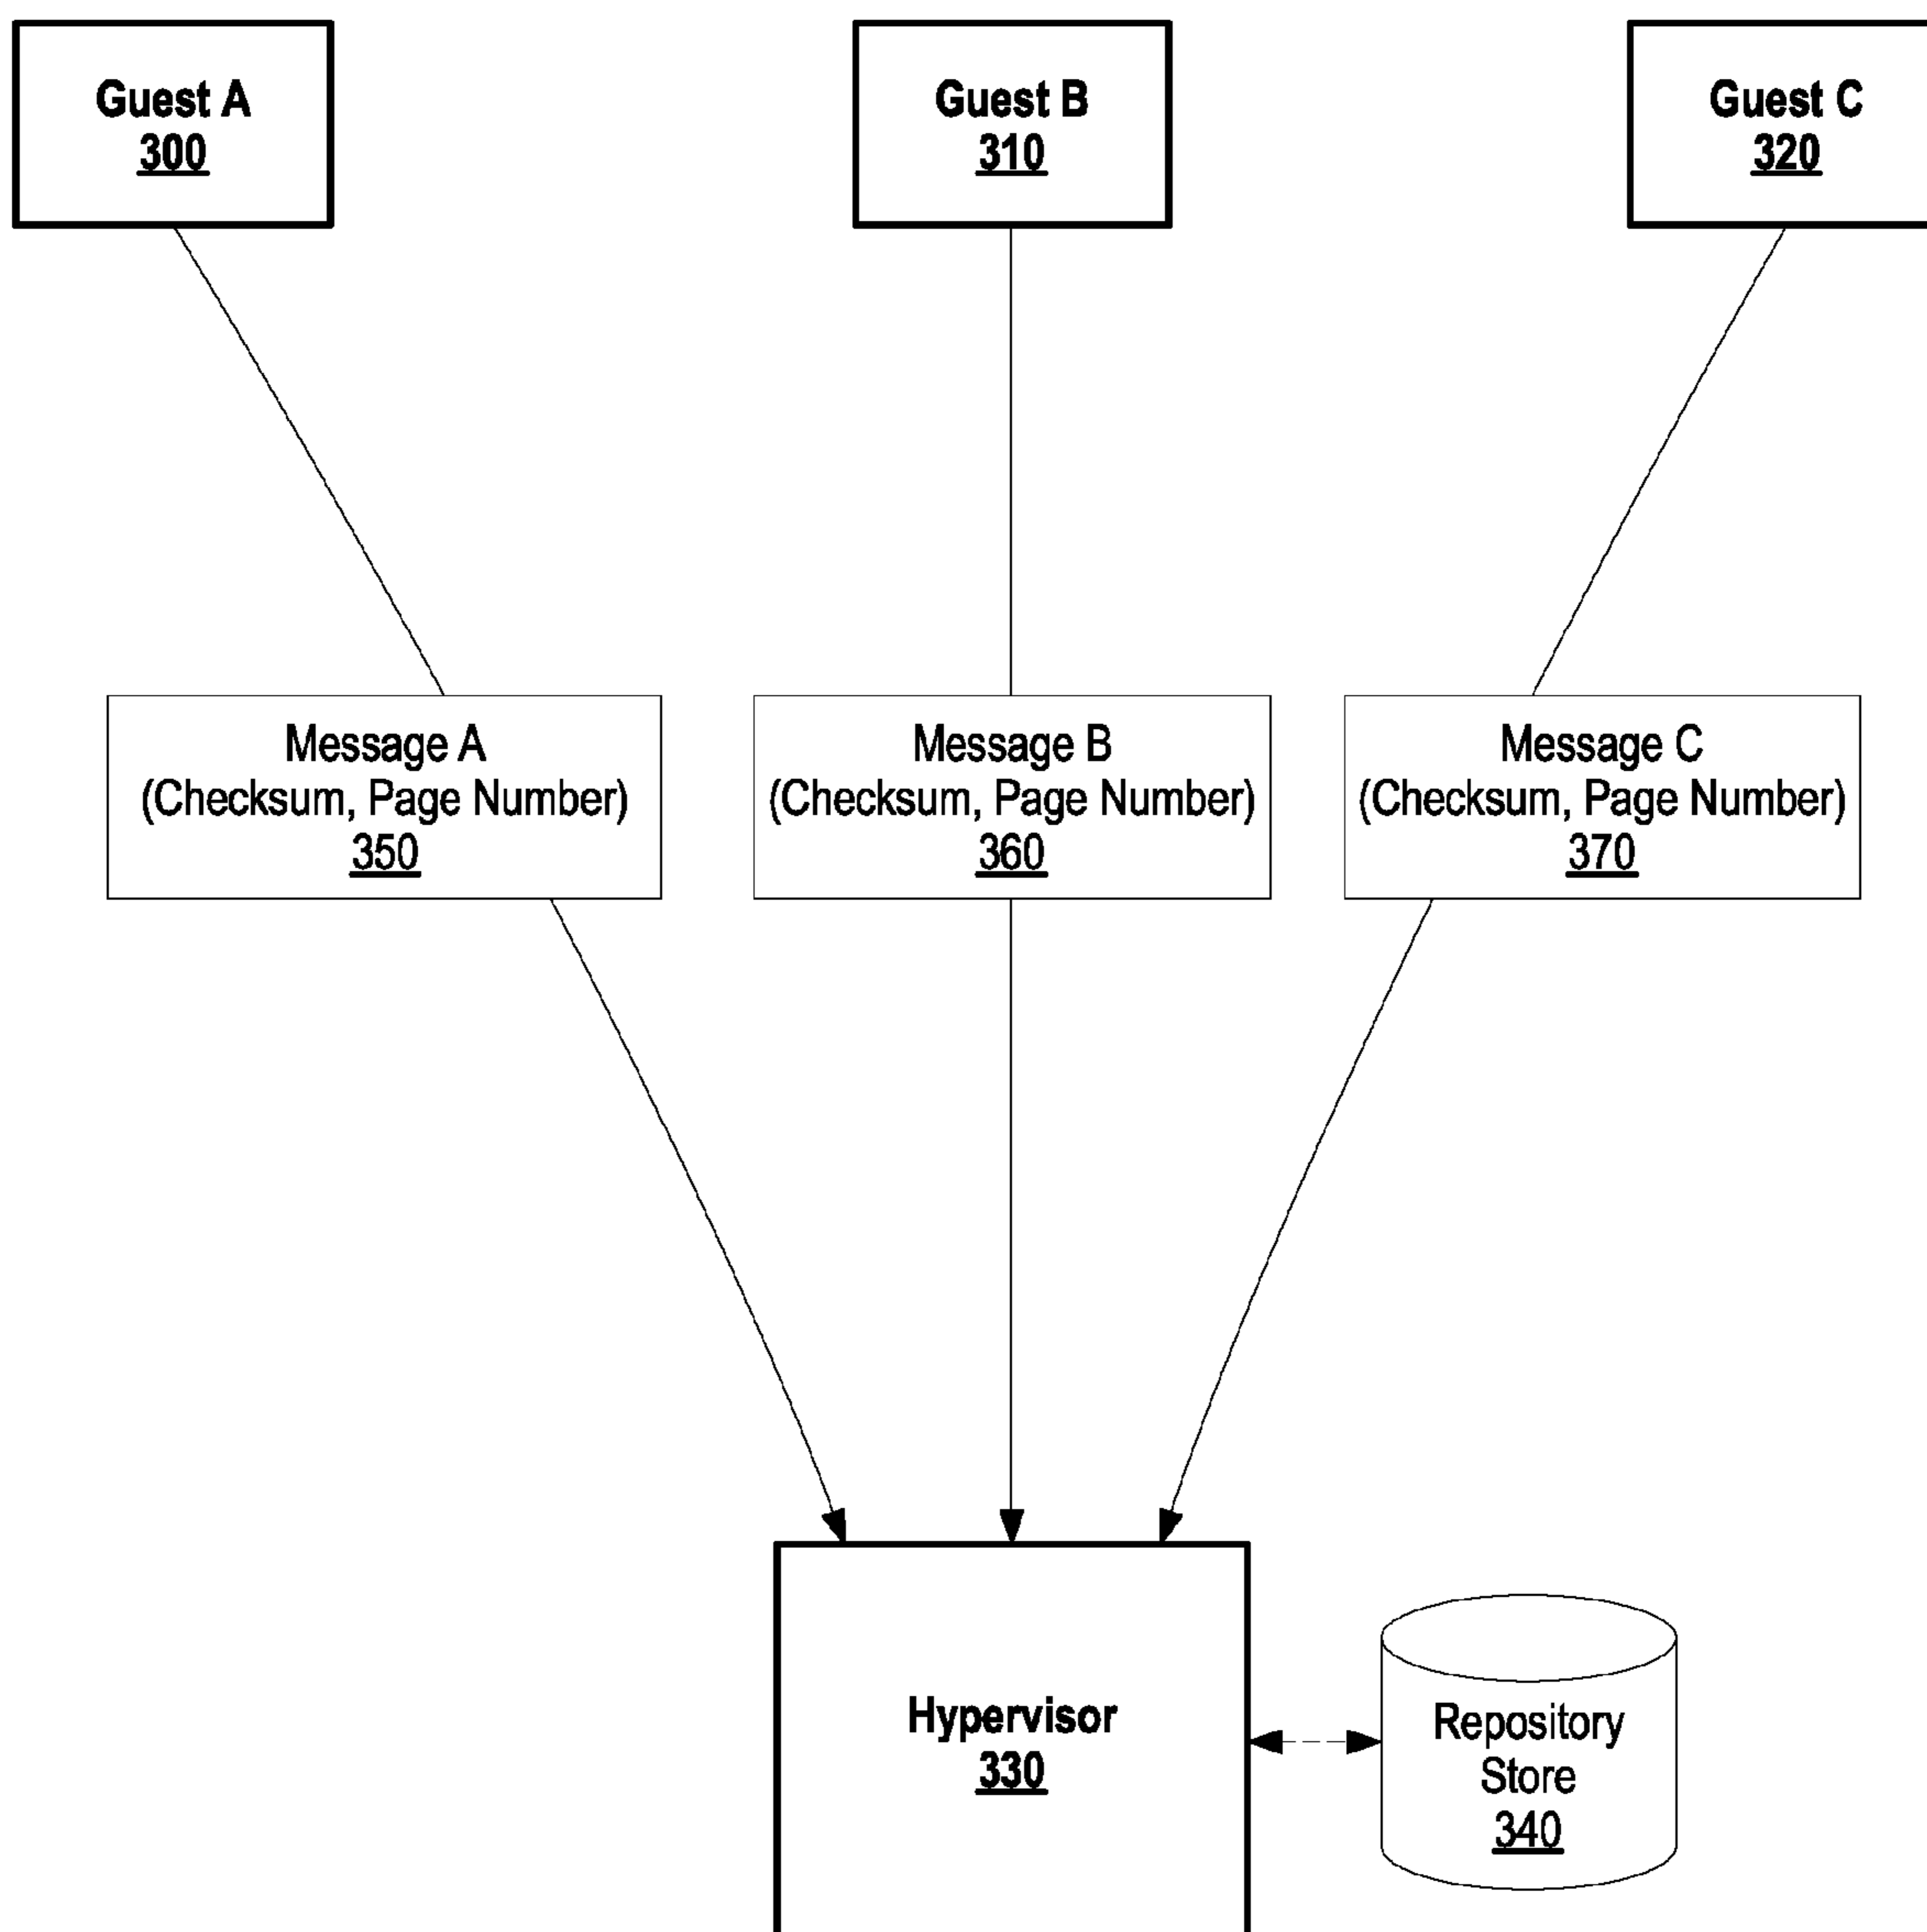 Guest A
300
Guest B
310
Guest C
320
Message A
(Checksum, Page Number)
350
Message B
(Checksum, Page Number)
360
Message C
(Checksum, Page Number)
370
Hypervisor
330
Repository
Store
340